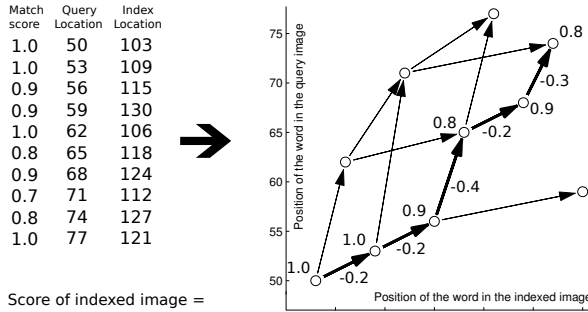 Match Query Index
score Location Location
1.0 50 103
1.0 53 109
0.9 56 115
0.9 59 130
1.0 62 106
0.8 65 118
0.9 68 124
0.7 71 112
0.8 74 127
1.0 77 121
Score of indexed image =
Position of the word in the query image
75
70
65
60
55
50
0.8
-0.3
0.9
0.8
-0.2
-0.4
0.9
1.0
-0.2
1.0
-0.2
Position of the word in the indexed image